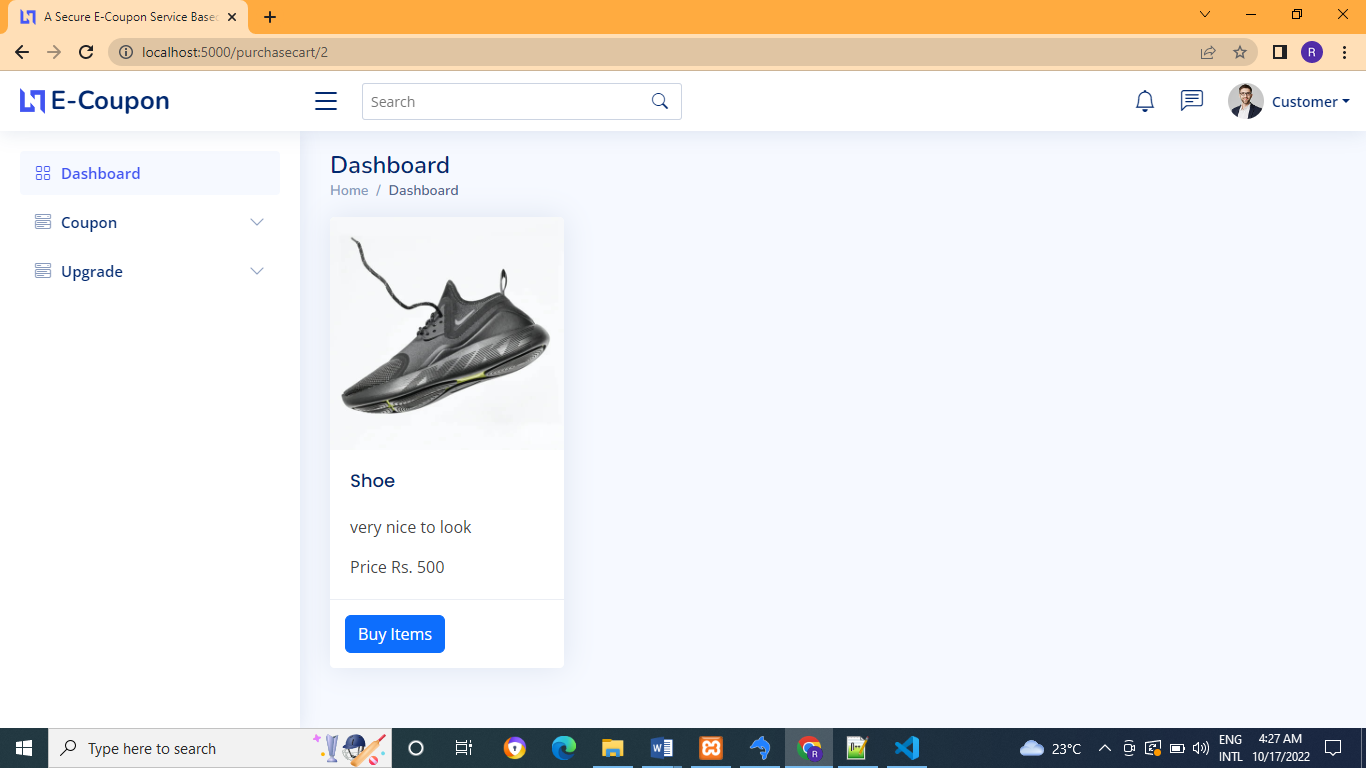 A Secure E-Coupon Service Based
localhost:5000/purchasecart/2
R
E-Coupon
Search
Customer
Dashboard
Coupon
Upgrade
Dashboard
Home / Dashboard
Shoe
very nice to look
Price Rs. 500
Buy Items
Type here to search
23°C
ENG
INTL
4:27 AM
10/17/2022